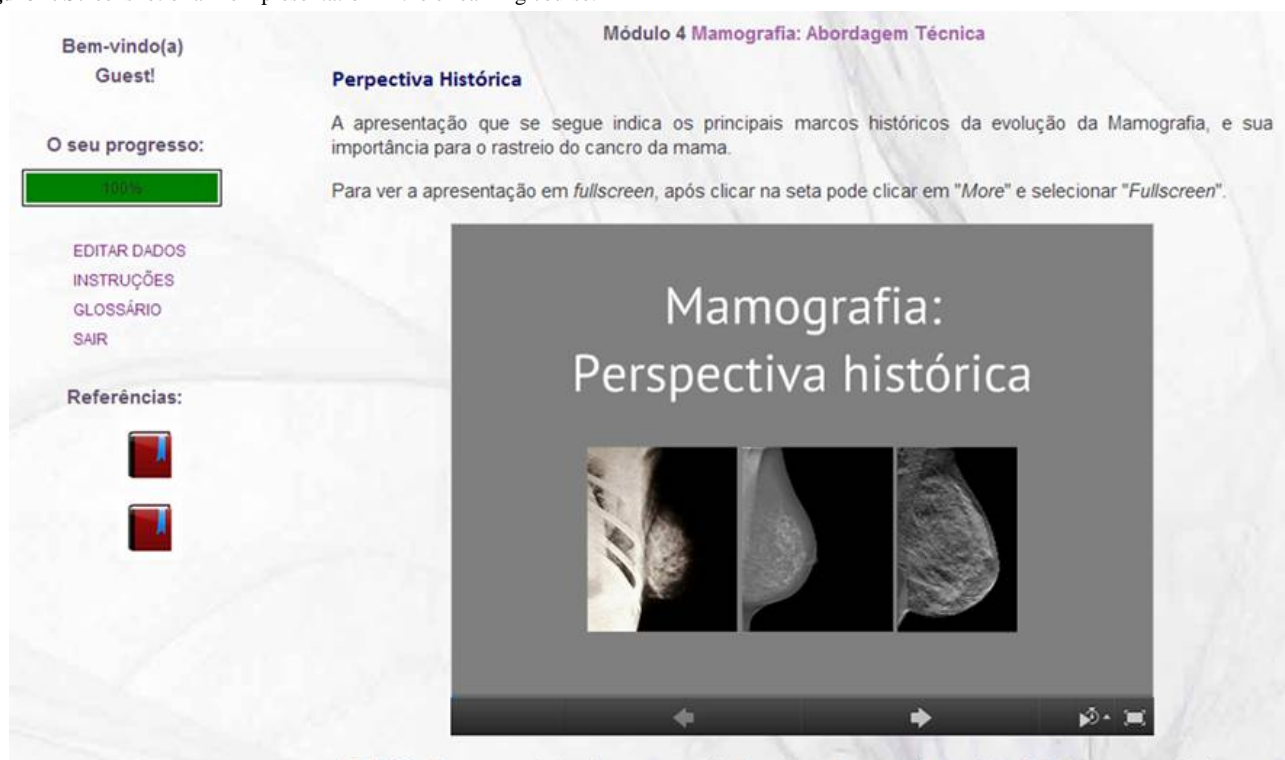 Bem-vindo(a)
Guest!
O seu progresso:
100%
EDITAR DADOS
INSTRUÇÕES
GLOSSÁRIO
SAIR
Referências:
Módulo 4 Mamografia: Abordagem Técnica
Perpectiva Histórica
A apresentação que se segue indica os principais marcos históricos da evolução da Mamografia, e sua
importância para o rastreio do cancro da mama.
Para ver a apresentação em fullscreen, após clicar na seta pode clicar em "More" e selecionar "Fullscreen".
Mamografia:
Perspectiva histórica